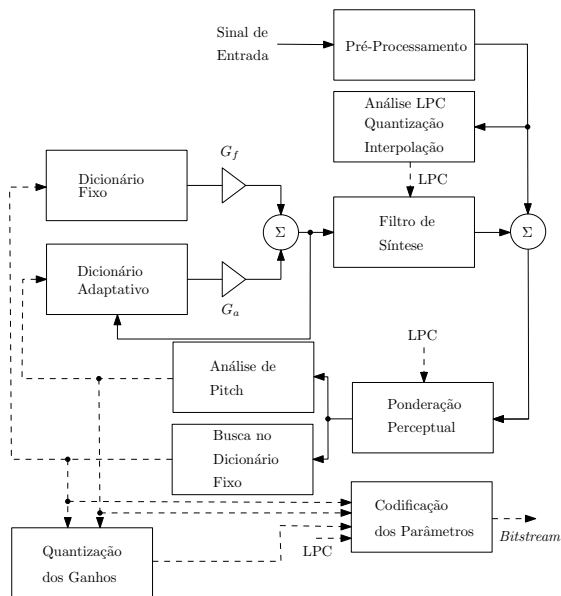 Sinal de
Entrada
Pré-Processamento
Análise LPC
Quantização
Interpolação
LPC
G_f
Dicionário
Fixo
Σ
Filtro de
Síntese
Σ
Dicionário
Adaptativo
G_a
LPC
Análise de
Pitch
Ponderação
Perceptual
Busca no
Dicionário
Fixo
Codificação
dos Parâmetros
Bitstream
LPC
Quantização
dos Ganhos